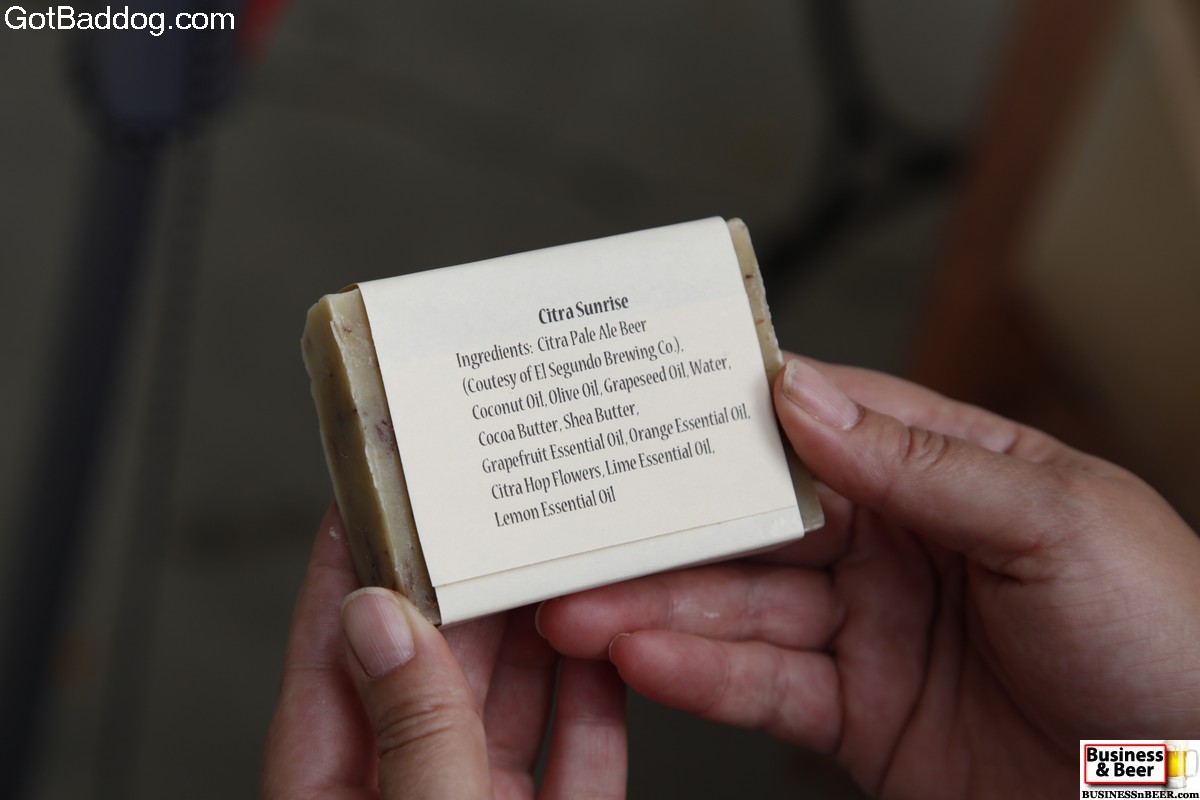 GotBaddog.com
Citra Sunrise
Ingredients: Citra Pale Ale Beer
(Coutesy of El Segundo Brewing Co.),
Coconut Oil, Olive Oil, Grapeseed Oil, Water,
Cocoa Butter, Shea Butter,
Grapefruit Essential Oil, Orange Essential Oil,
Citra Hop Flowers, Lime Essential Oil,
Lemon Essential Oil
Business
& Beer
BUSINESSnBEER.com